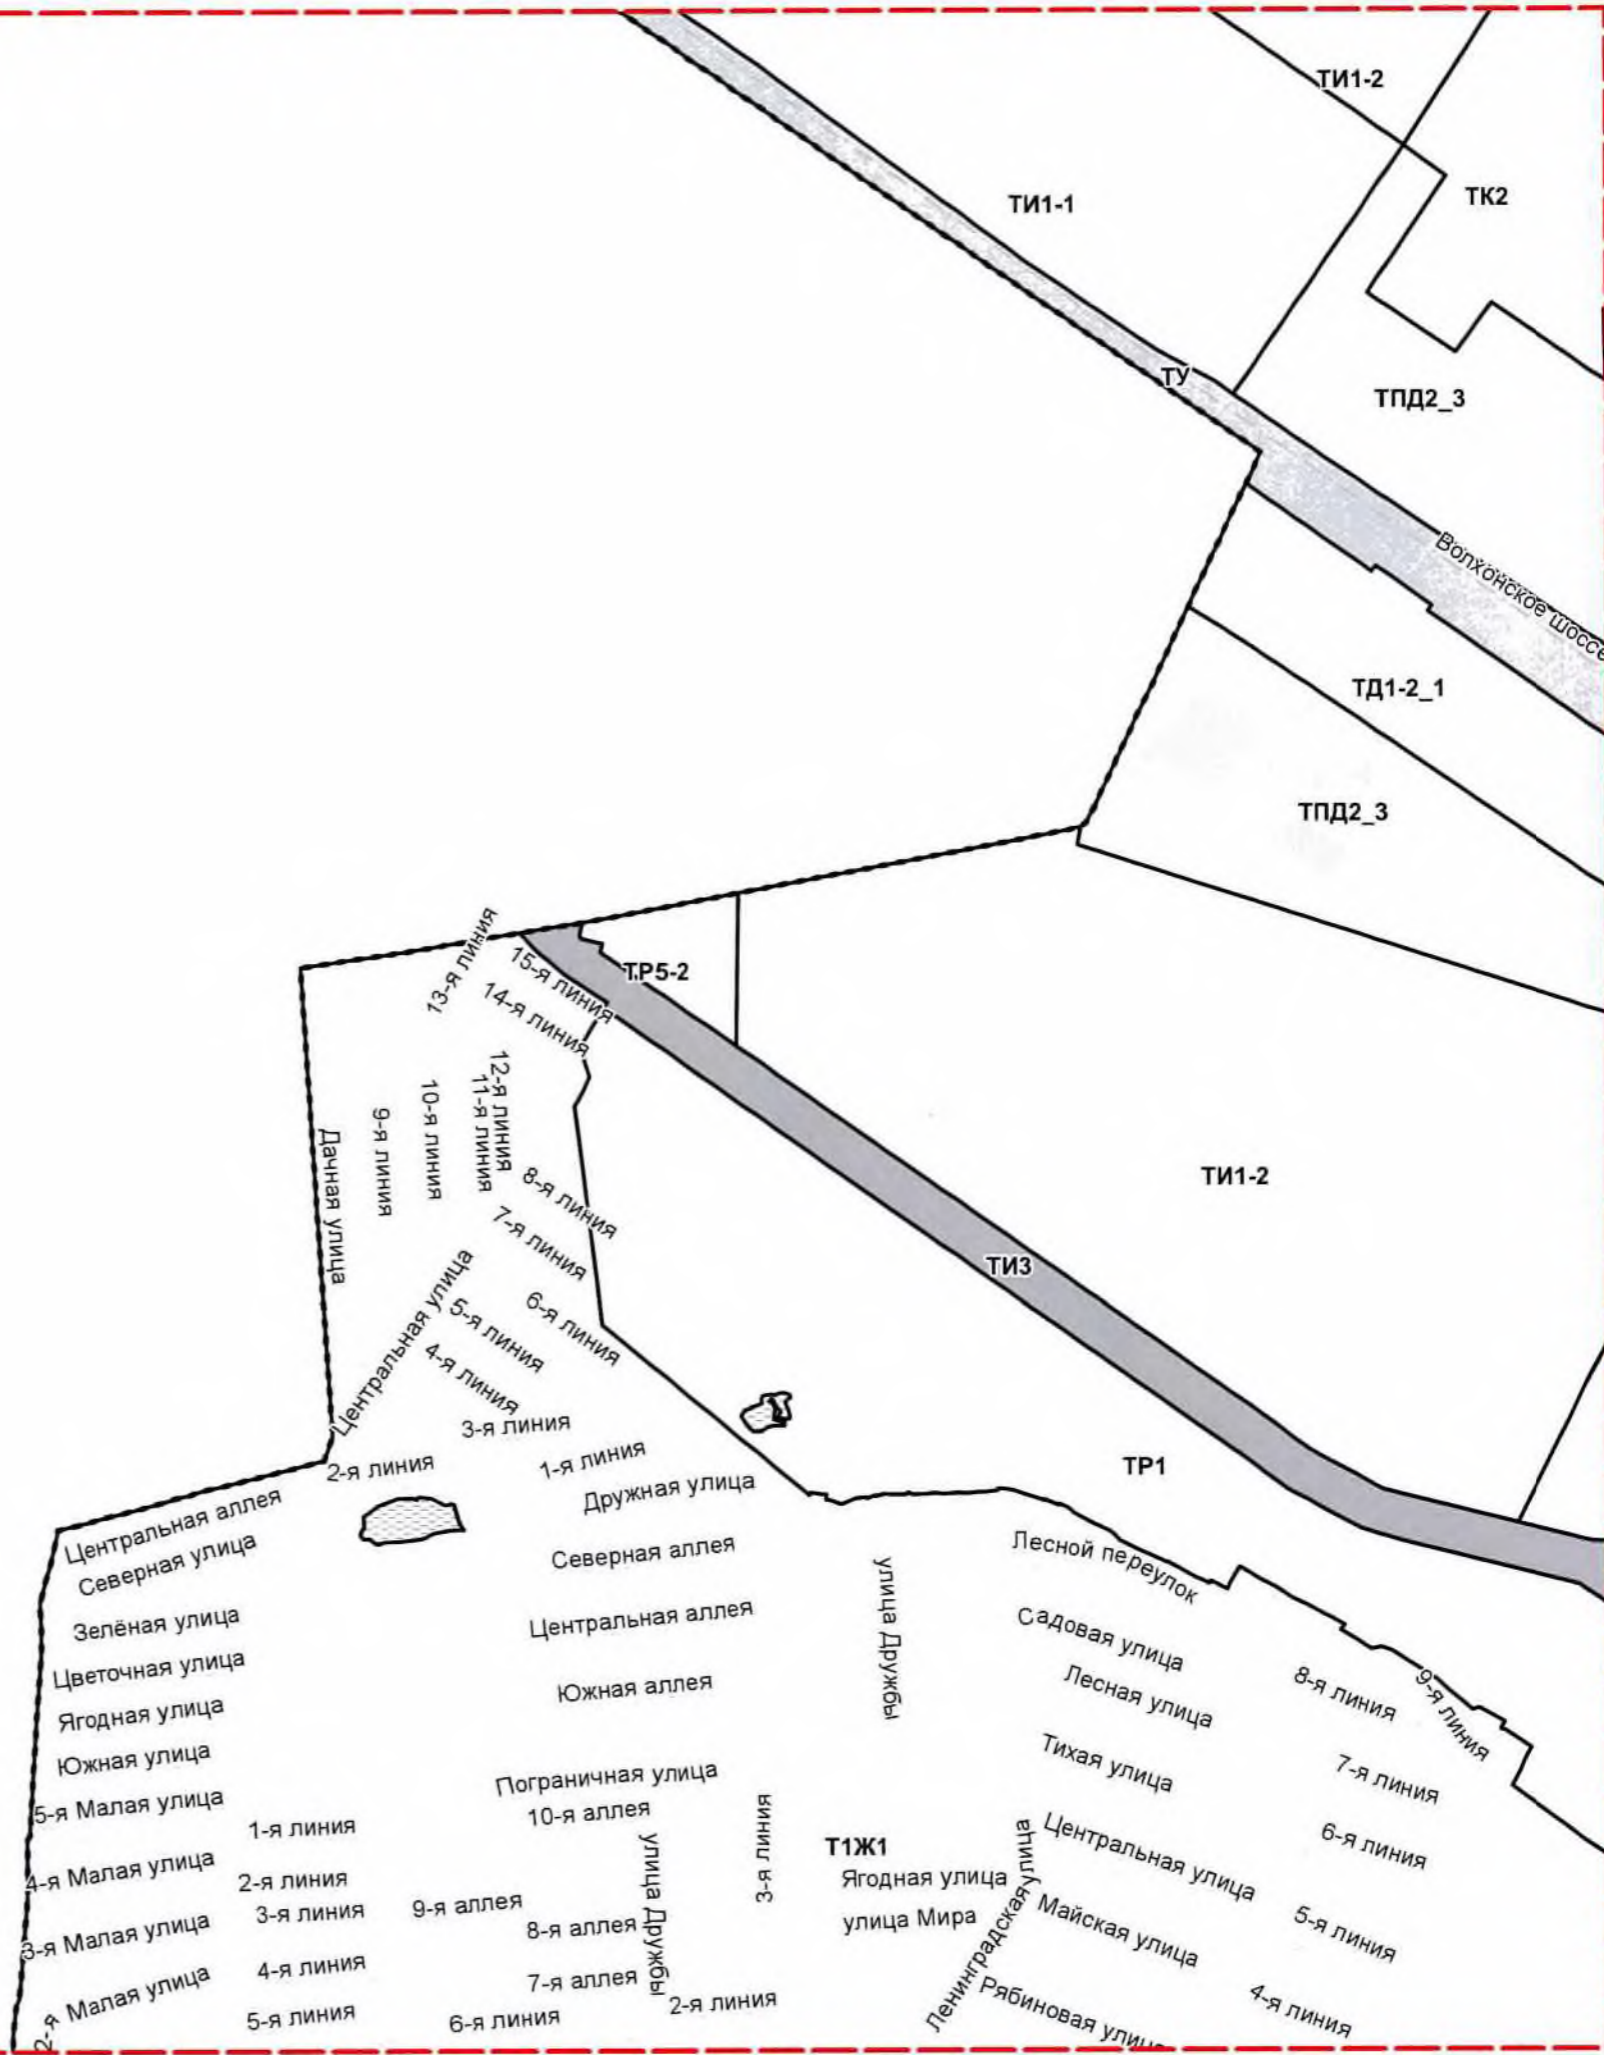 ТИ1-2
ТИ1-1
ТК2
ТУ
ТПД2_3
Волхонское шоссе
ТД1-2_1
ТПД2_3
13-я линия
15-я линия
ТР5-2
14-я линия
12-я линия
11-я линия
10-я линия
9-я линия
Дачная улица
8-я линия
ТИ1-2
7-я линия
ТИ3
Центральная улица
6-я линия
5-я линия
4-я линия
3-я линия
1-я линия
2-я линия
ТР1
Дружная улица
Центральная аллея
Северная улица
Северная аллея
Лесной переулок
улица Дружбы
Зелёная улица
Центральная аллея
Садовая улица
Цветочная улица
Южная аллея
Лесная улица
8-я линия
9-я линия
Ягодная улица
Южная улица
Тихая улица
7-я линия
Пограничная улица
5-я Малая улица
10-я аллея
1-я линия
3-я линия
Т1Ж1
Центральная улица
6-я линия
4-я Малая улица
2-я линия
улица Дружбы
Ягодная улица
Ленинградская улица
9-я аллея
3-я линия
8-я аллея
улица Мира
Майская улица
5-я линия
3-я Малая улица
4-я линия
7-я аллея
2-я Малая улица
5-я линия
6-я линия
2-я линия
Рябиновая улица
4-я линия